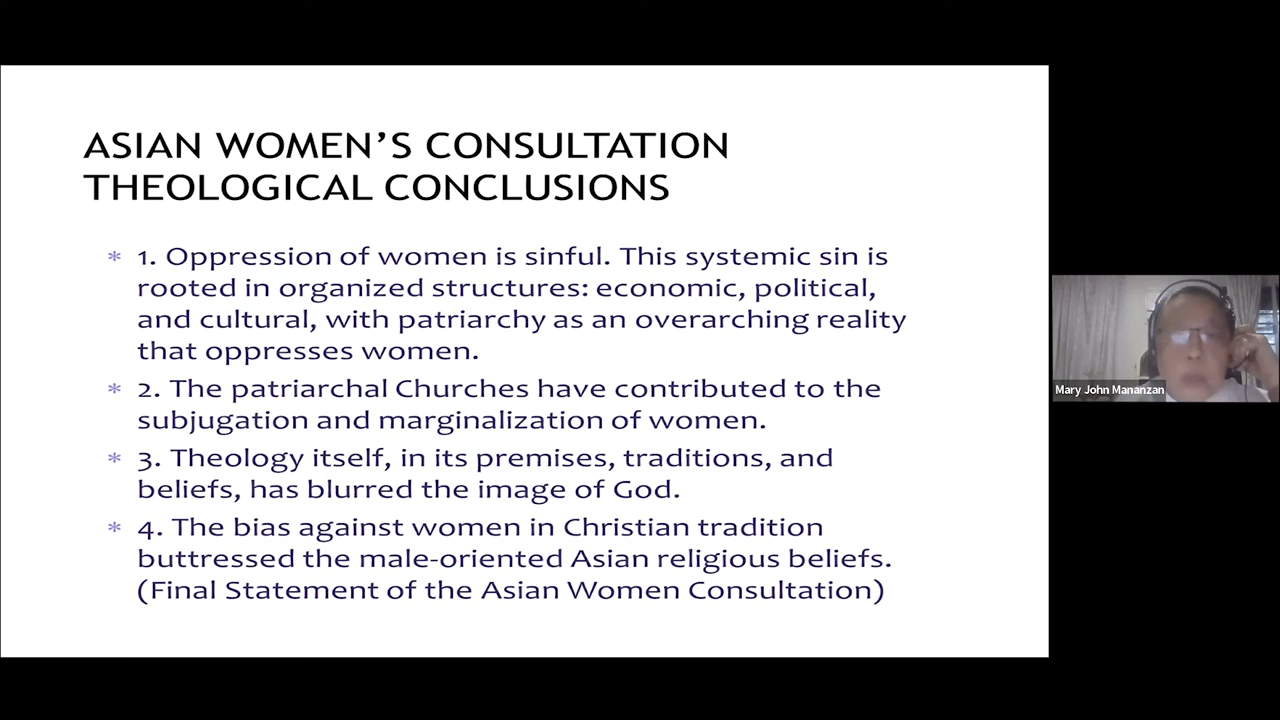 ASIAN WOMEN’S CONSULTATION
THEOLOGICAL CONCLUSIONS
* 1. Oppression of women is sinful. This systemic sin is
rooted in organized structures: economic, political,
and cultural, with patriarchy as an overarching reality
that oppresses women.
* 2. The patriarchal Churches have contributed to the
subjugation and marginalization of women.
* 3. Theology itself, in its premises, traditions, and
beliefs, has blurred the image of God.
* 4. The bias against women in Christian tradition
buttressed the male-oriented Asian religious beliefs.
(Final Statement of the Asian Women Consultation)
Mary John Mananzan